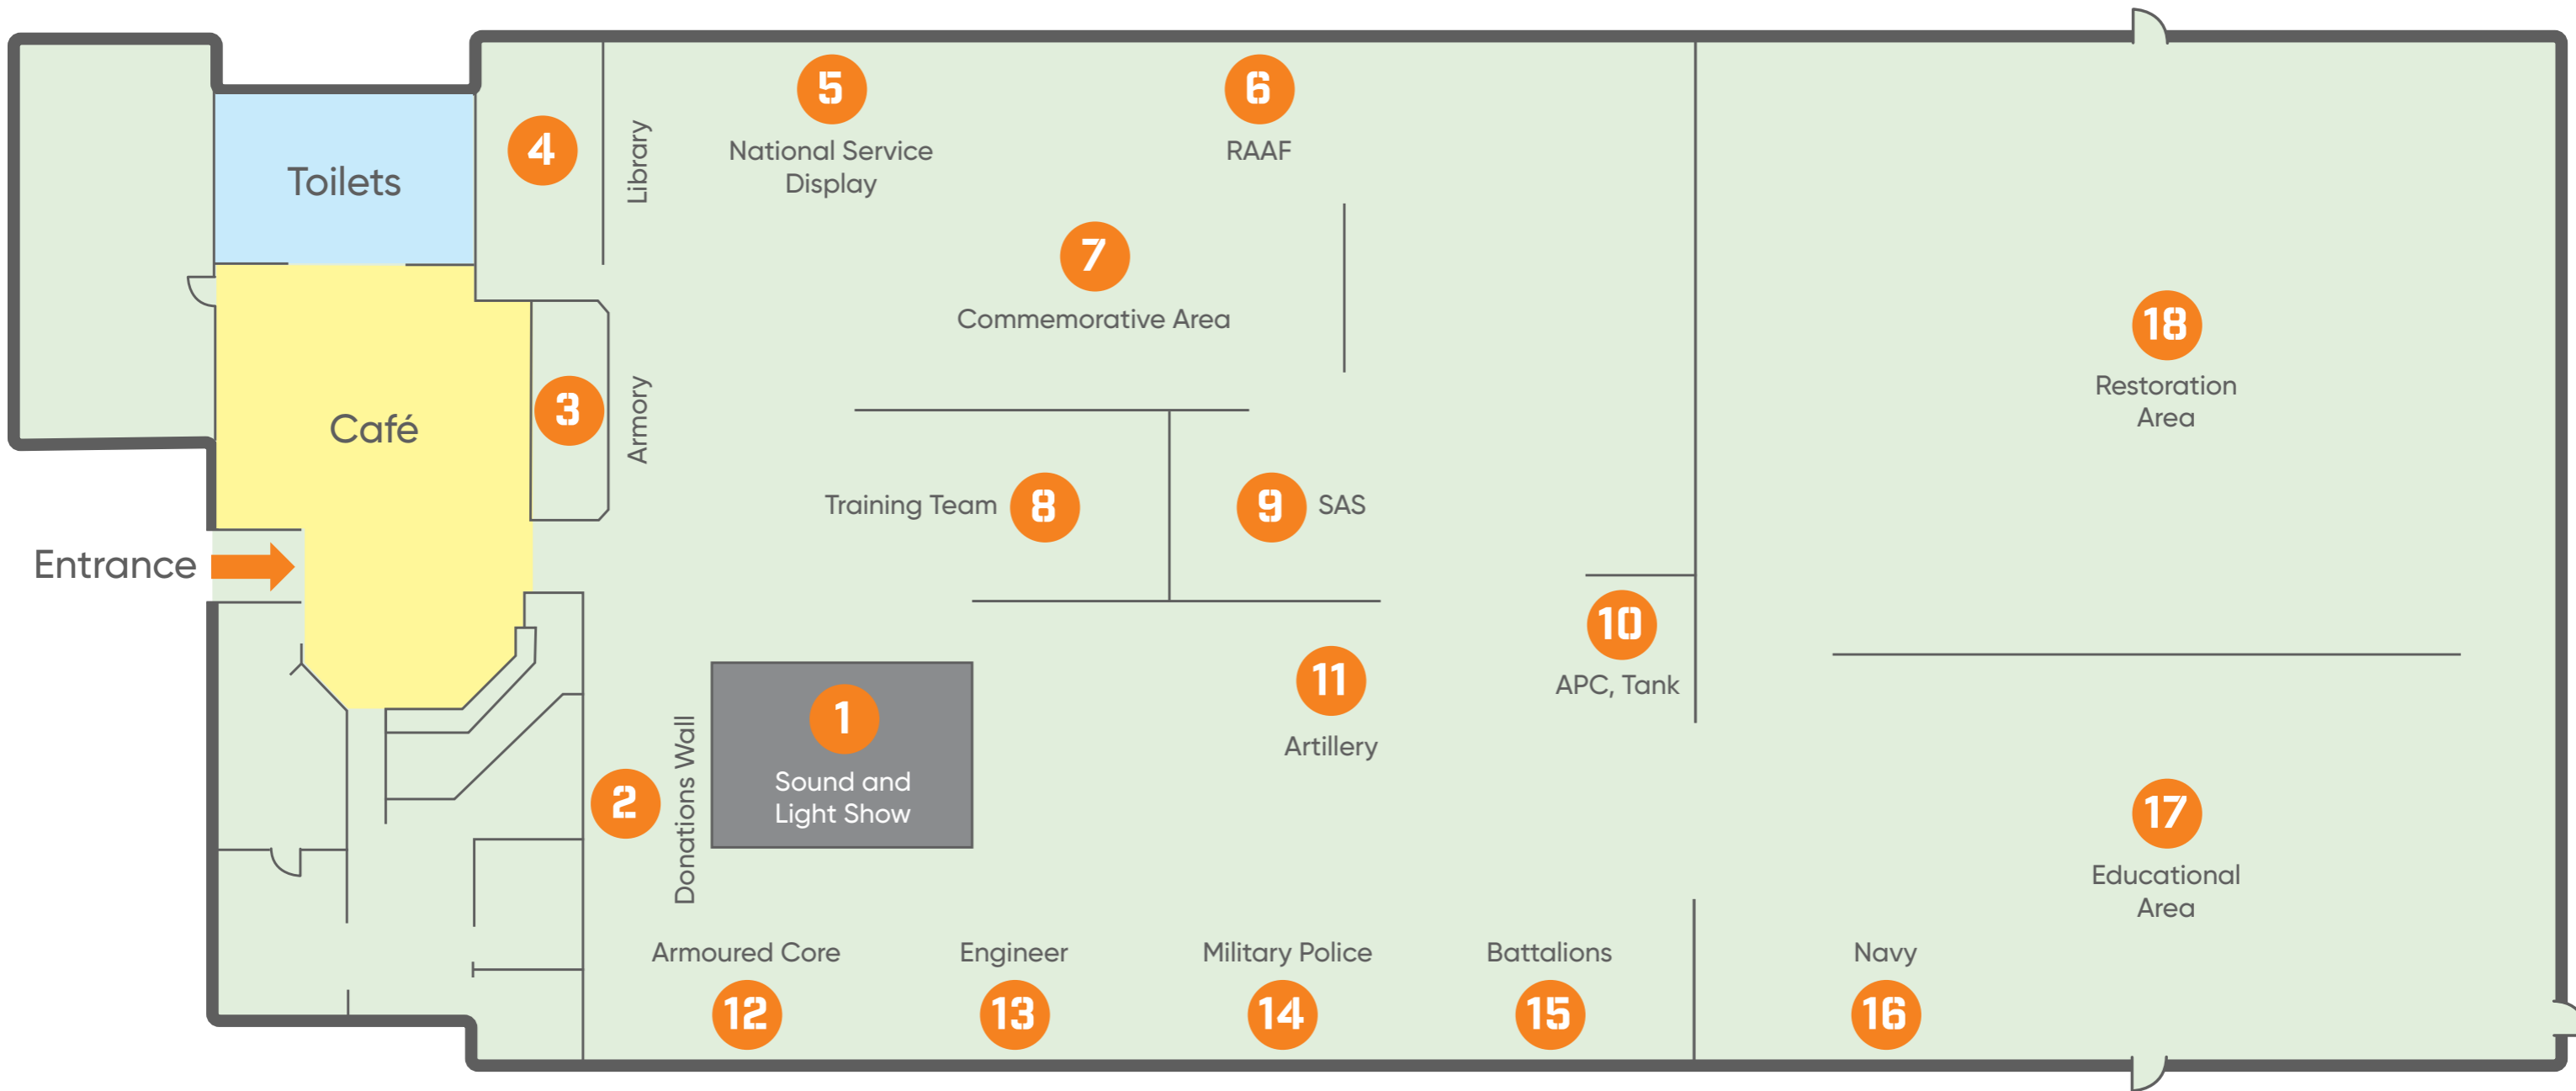 5
National Service
Display
6
RAAF
4
Library
Toilets
7
Commemorative Area
18
Restoration
Area
3
Armory
Café
Training Team
8
9
SAS
Entrance
10
APC, Tank
11
Artillery
1
Sound and
Light Show
2
Donations Wall
17
Educational
Area
Armoured Core
12
Engineer
13
Military Police
14
Battalions
15
Navy
16